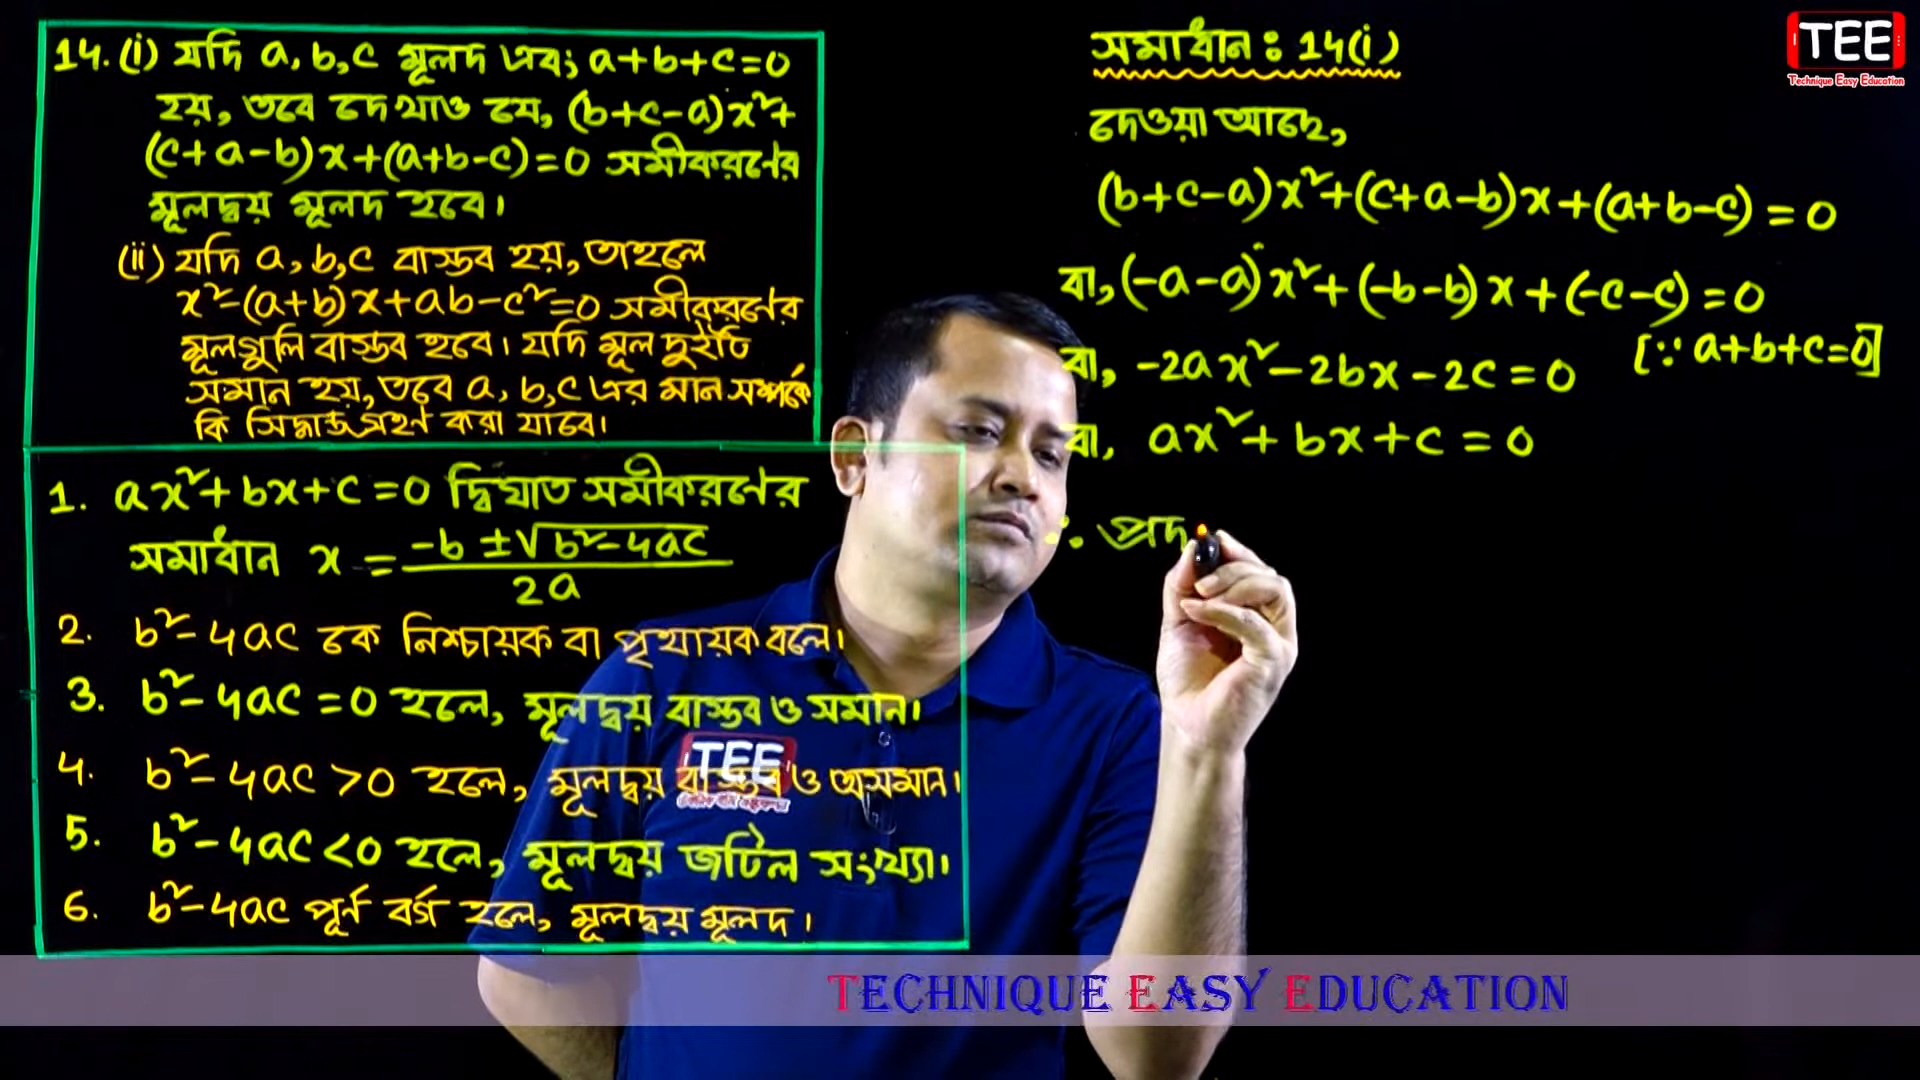 14. (i) যদি a, b, c মূলদ এবং a+b+c=0
হয়, তবে দেখাও যে, (b+c-a)x²+
(c+a-b)x+(a+b-c)=0 সমীকরণের
মূলদ্বয় মূলদ হবে।
(ii) যদি a, b, c বাস্তব হয়, তাহলে
x²-(a+b)x+ab-c²=0 সমীকরণের
মূলগুলি বাস্তব হবে। যদি মূল দুইটি
সমান হয়, তবে a, b, c এর মান সম্পর্কে
কি সিদ্ধান্ত গ্রহণ করা যাবে।
1. ax²+bx+c=0 দ্বিঘাত সমীকরণের
সমাধান x = (-b ±√b²-4ac)/2a
2. b²-4ac কে নিশ্চায়ক বা পৃথায়ক বলে।
3. b²-4ac=0 হলে, মূলদ্বয় বাস্তব ও সমান।
4. b²-4ac>0 হলে, মূলদ্বয় বাস্তব ও অসমান।
5. b²-4ac<0 হলে, মূলদ্বয় জটিল সংখ্যা।
6. b²-4ac পূর্ন বর্গ হলে, মূলদ্বয় মূলদ।
সমাধান : 14(i)
দেওয়া আছে,
(b+c-a)x²+(c+a-b)x+(a+b-c)=0
বা, (-a-a)x²+(-b-b)x+(-c-c)=0
[∵ a+b+c=0]
বা, -2ax²-2bx-2c=0
বা, ax²+bx+c=0
∴ প্রদ
TEE
Technique Easy Education
TEE
TECHNIQUE EASY EDUCATION